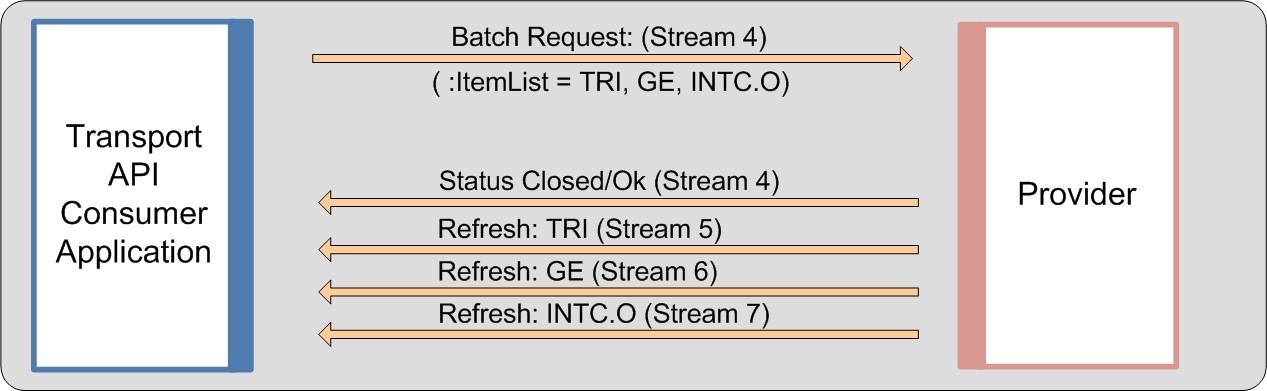 Batch Request: (Stream 4)
( :ItemList = TRI, GE, INTC.O)
Transport
API
Consumer
Application
Status Closed/Ok (Stream 4)
Refresh: TRI (Stream 5)
Refresh: GE (Stream 6)
Refresh: INTC.O (Stream 7)
Provider